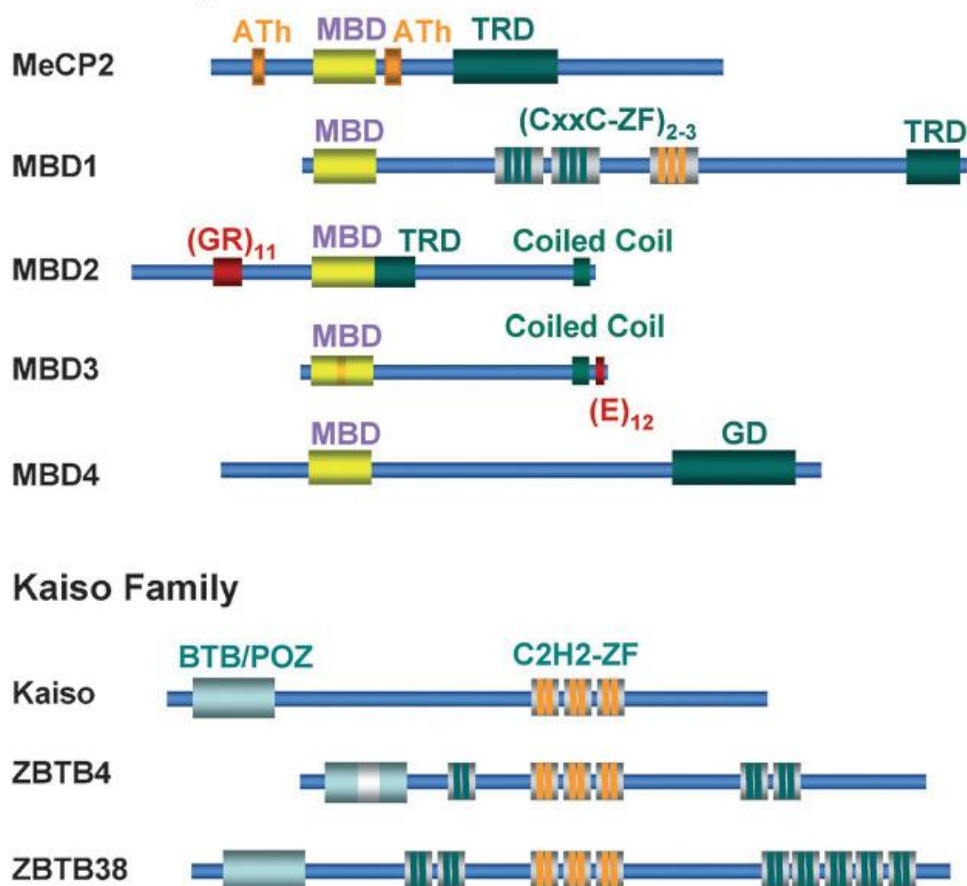 ATh MBD ATh TRD
MeCP2
(CxxC-ZF)2-3
MBD TRD
MBD1
(GR)11 MBD TRD Coiled Coil
MBD2
MBD Coiled Coil
MBD3
(E)12
MBD GD
MBD4
Kaiso Family
BTB/POZ C2H2-ZF
Kaiso
ZBTB4
ZBTB38